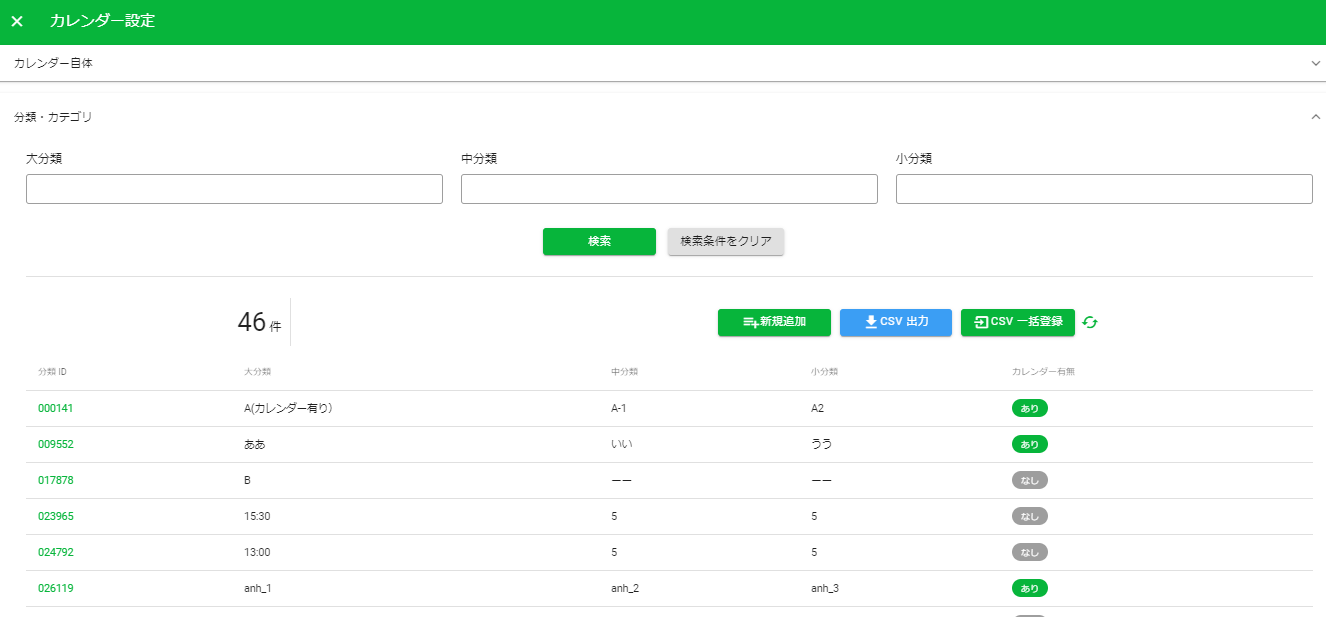 カレンダー設定
カレンダー自体
分類・カテゴリ
大分類 中分類 小分類
検索 検索条件をクリア
46 件 新規追加 CSV 出力 CSV 一括登録
分類 ID 大分類 中分類 小分類 カレンダー有無
000141 A(カレンダー有り) A-1 A2 あり
009552 ああ いい うう あり
017878 B ーー ーー なし
023965 15:30 5 5 なし
024792 13:00 5 5 なし
026119 anh_1 anh_2 anh_3 あり